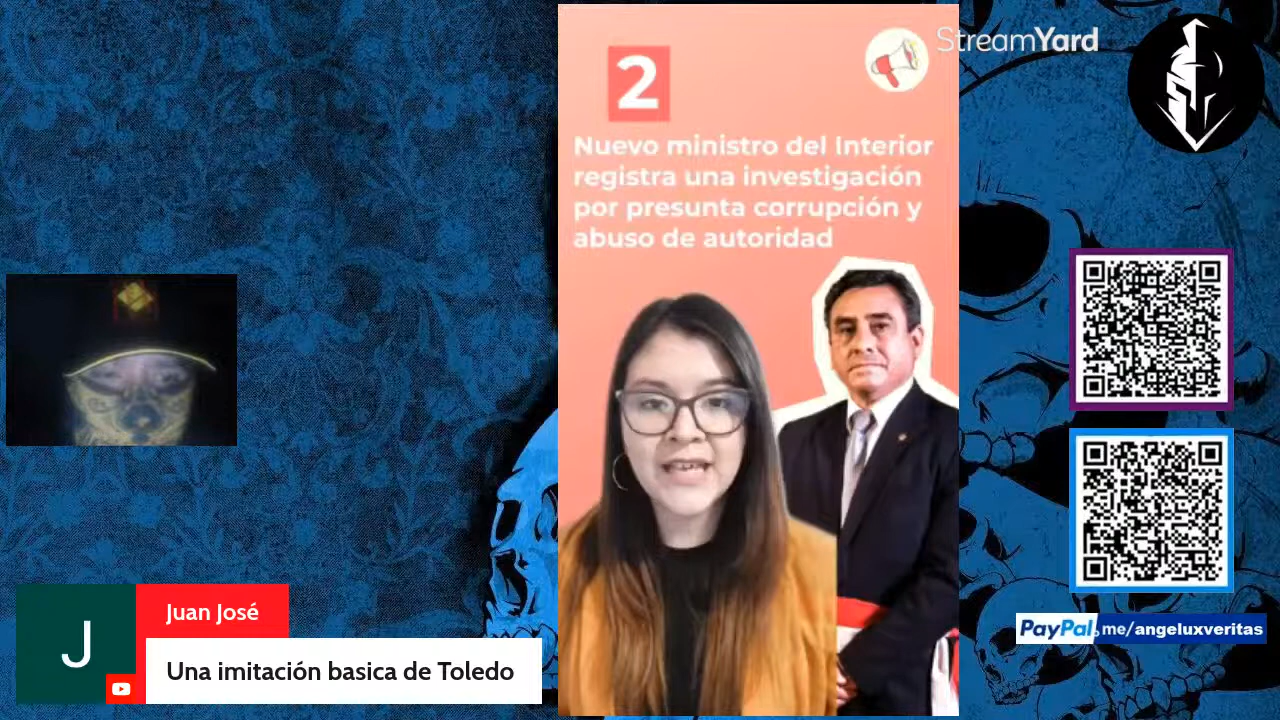 StreamYard
2
Nuevo ministro del Interior
registra una investigación
por presunta corrupción y
abuso de autoridad
J
Juan José
Una imitación basica de Toledo
PayPal.me/angeluxveritas